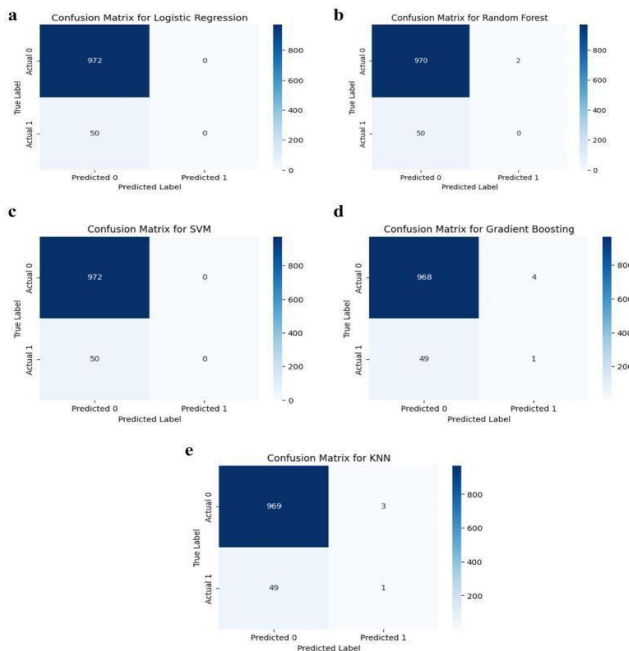 a
Confusion Matrix for Logistic Regression
True Label
Actual 0
972
0
Actual 1
50
0
Predicted 0
Predicted 1
Predicted Label
800
600
400
200
0
b
Confusion Matrix for Random Forest
True Label
Actual 0
970
2
Actual 1
50
0
Predicted 0
Predicted 1
Predicted Label
800
600
400
200
0
c
Confusion Matrix for SVM
True Label
Actual 0
972
0
Actual 1
50
0
Predicted 0
Predicted 1
Predicted Label
800
600
400
200
0
d
Confusion Matrix for Gradient Boosting
True Label
Actual 0
968
4
Actual 1
49
1
Predicted 0
Predicted 1
Predicted Label
800
600
400
200
e
Confusion Matrix for KNN
True Label
Actual 0
969
3
Actual 1
49
1
Predicted 0
Predicted 1
Predicted Label
800
600
400
200